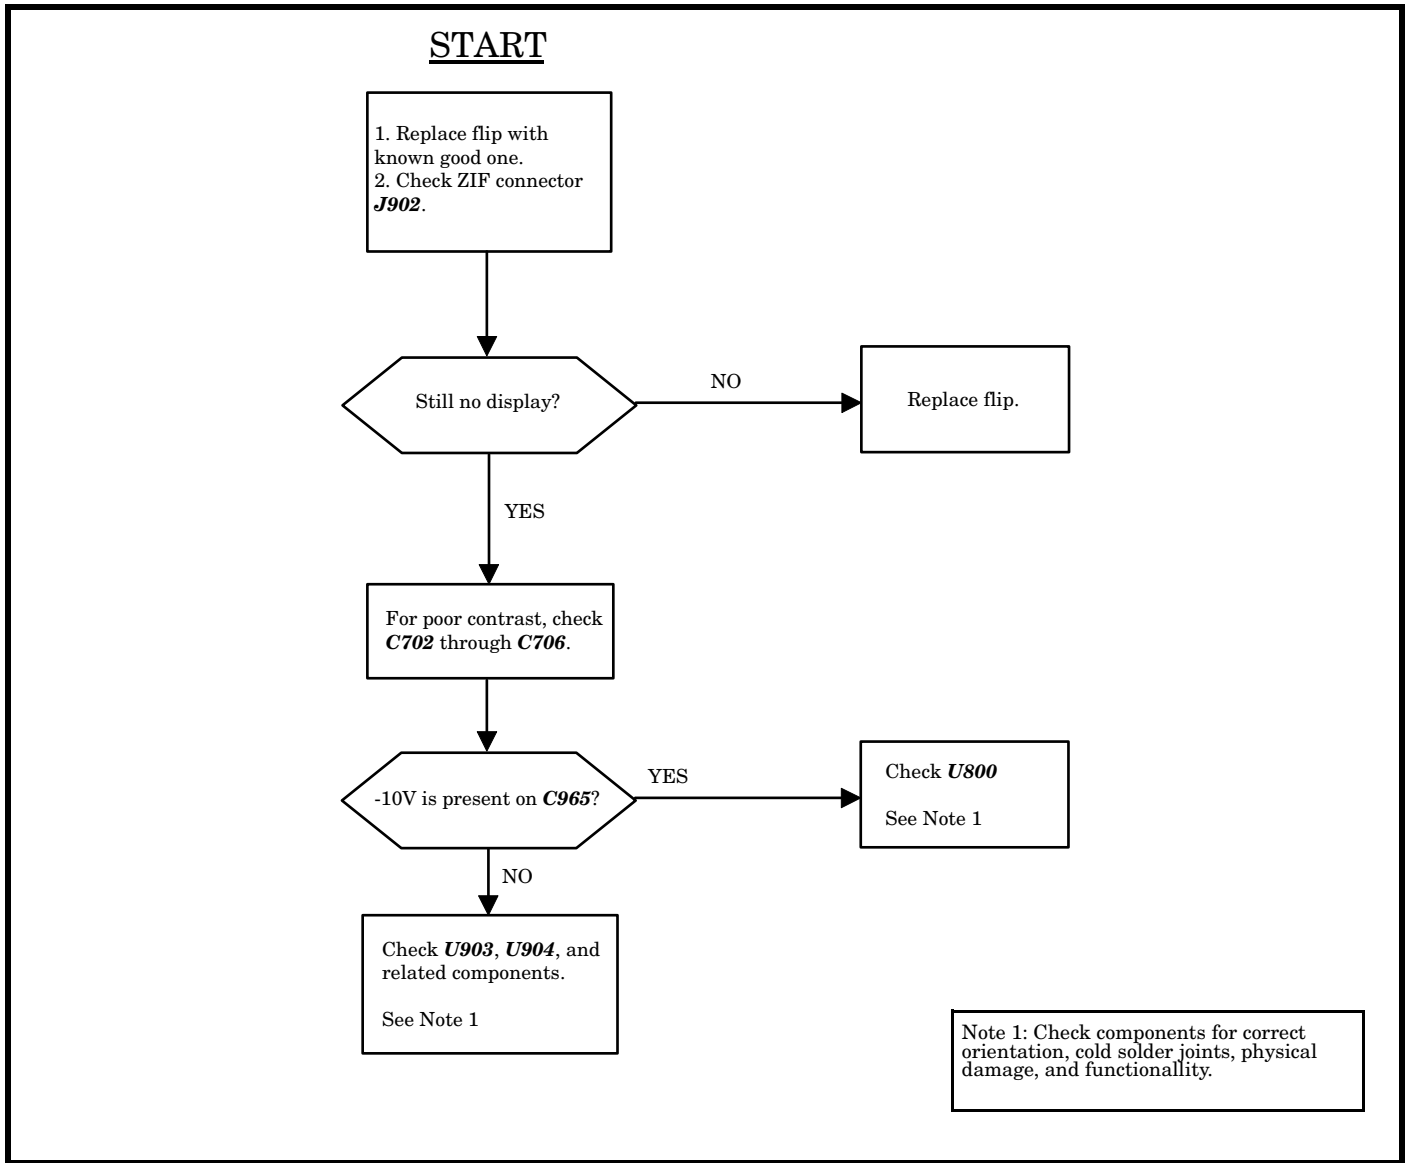 START
1. Replace flip with
known good one.
2. Check ZIF connector
J902.
Still no display?
NO
Replace flip.
YES
For poor contrast, check
C702 through C706.
-10V is present on C965?
YES
Check U800
See Note 1
NO
Check U903, U904, and
related components.
See Note 1
Note 1: Check components for correct
orientation, cold solder joints, physical
damage, and functionallity.